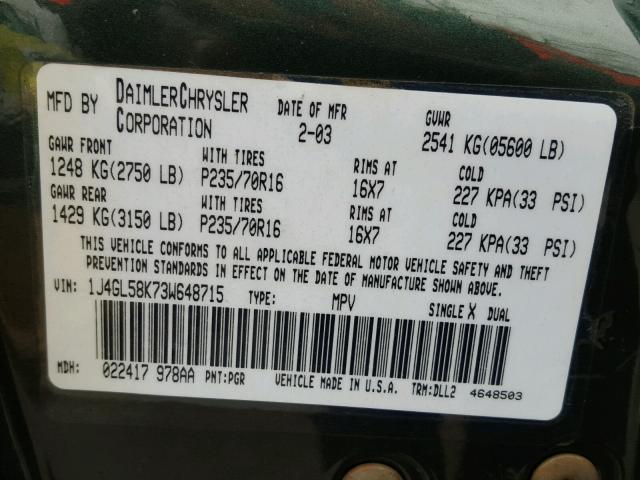 MFD BY DAIMLERCHRYSLER CORPORATION DATE OF MFR 2-03 GVWR 2541 KG(05600 LB)
GAWR FRONT WITH TIRES RIMS AT COLD
1248 KG(2750 LB) P235/70R16 16X7 227 KPA(33 PSI)
GAWR REAR WITH TIRES RIMS AT COLD
1429 KG(3150 LB) P235/70R16 16X7 227 KPA(33 PSI)
THIS VEHICLE CONFORMS TO ALL APPLICABLE FEDERAL MOTOR VEHICLE SAFETY AND THEFT
PREVENTION STANDARDS IN EFFECT ON THE DATE OF MANUFACTURE SHOWN ABOVE.
VIN: 1J4GL58K73W648715 TYPE: MPV SINGLE X DUAL
MDH: 022417 978AA PNT:PGR VEHICLE MADE IN U.S.A. TRM:DLL2 4648503